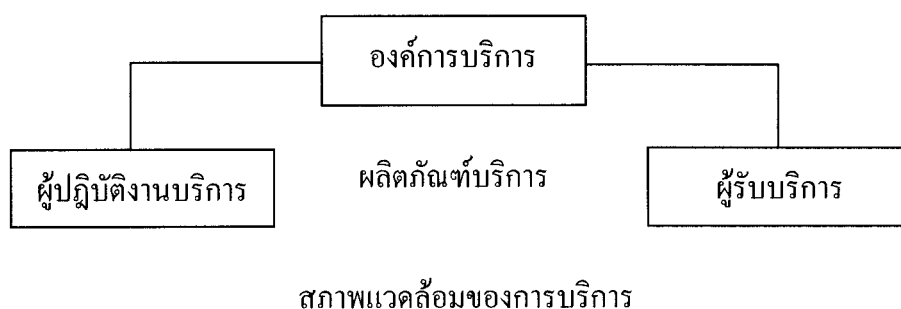 องค์การบริการ
ผู้ปฎิบัติงานบริการ
ผลิตภัณฑ์บริการ
ผู้รับบริการ
สภาพแวดล้อมของการบริการ